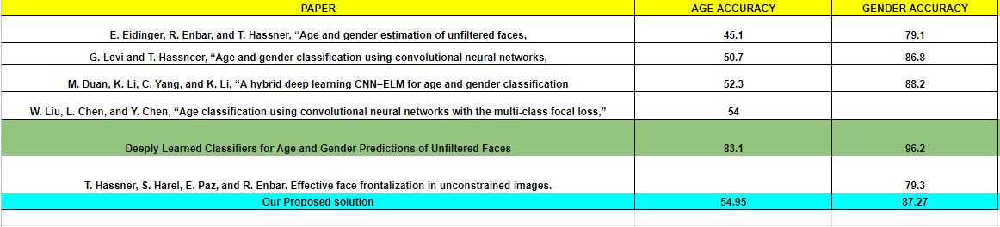 PAPER AGE ACCURACY GENDER ACCURACY
E. Eidinger, R. Enbar, and T. Hassner, “Age and gender estimation of unfiltered faces, 45.1 79.1
G. Levi and T. Hassncer, “Age and gender classification using convolutional neural networks, 50.7 86.8
M. Duan, K. Li, C. Yang, and K. Li, “A hybrid deep learning CNN–ELM for age and gender classification 52.3 88.2
W. Liu, L. Chen, and Y. Chen, “Age classification using convolutional neural networks with the multi-class focal loss,” 54
Deeply Learned Classifiers for Age and Gender Predictions of Unfiltered Faces 83.1 96.2
T. Hassner, S. Harel, E. Paz, and R. Enbar. Effective face frontalization in unconstrained images. 79.3
Our Proposed solution 54.95 87.27